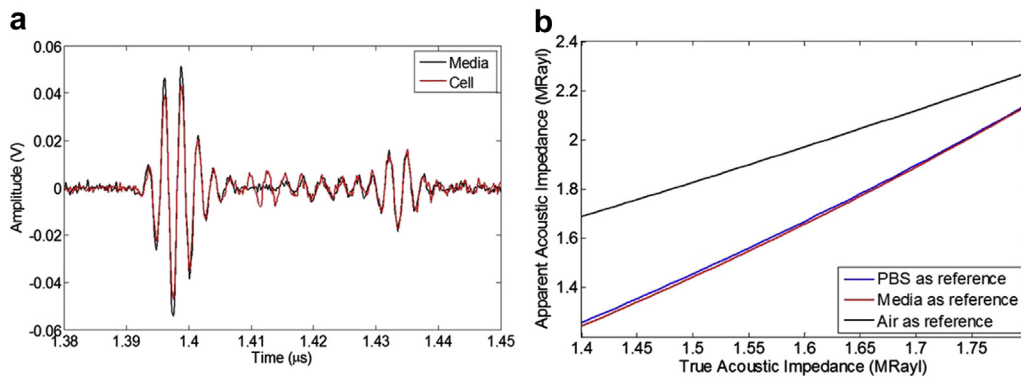 a
Amplitude (V)
0.06
0.04
0.02
0
-0.02
-0.04
-0.06
Media
Cell
1.38 1.39 1.4 1.41 1.42 1.43 1.44 1.45
Time (μs)
b
Apparent Acoustic Impedance (MRayl)
2.4
2.2
2
1.8
1.6
1.4
PBS as reference
Media as reference
Air as reference
1.4 1.45 1.5 1.55 1.6 1.65 1.7 1.75
True Acoustic Impedance (MRayl)